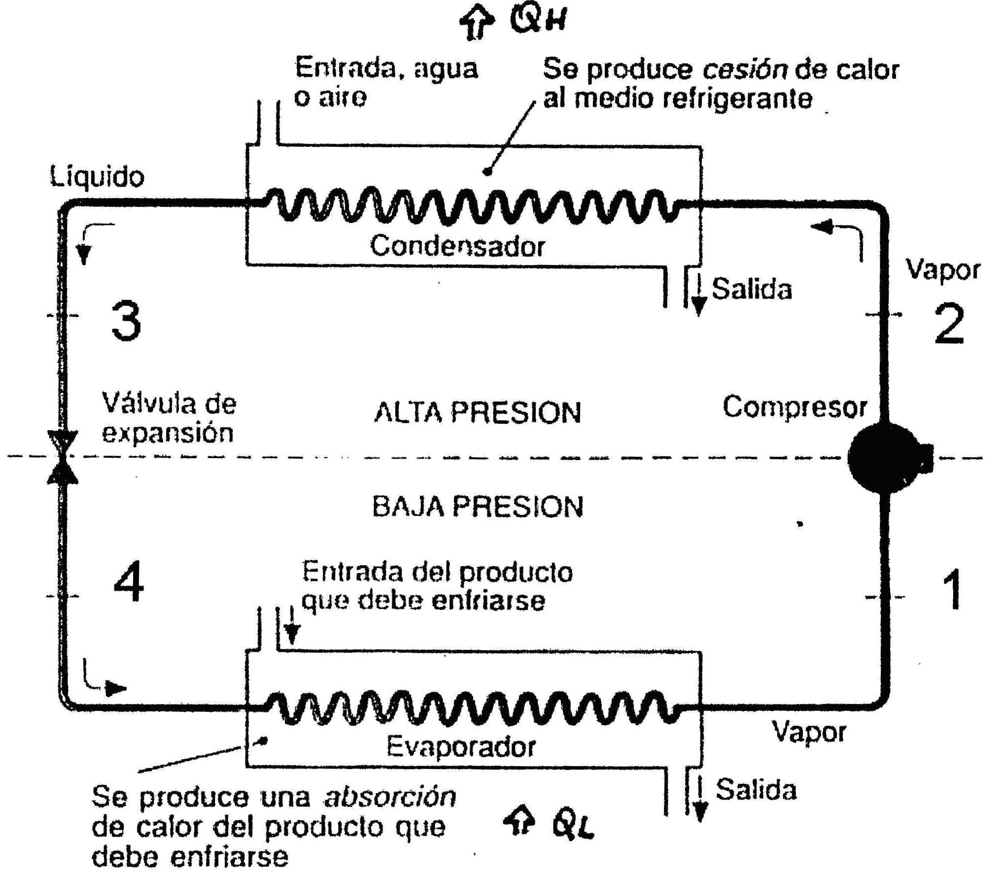 QH
Entrada, agua
o aire
Se produce cesión de calor
al medio refrigerante
Líquido
Condensador
Salida
Vapor
3
2
Válvula de
expansión
ALTA PRESION
Compresor
BAJA PRESION
4
Entrada del producto
que debe enfriarse
1
Evaporador
Vapor
Se produce una absorción
de calor del producto que
debe enfriarse
QL
Salida